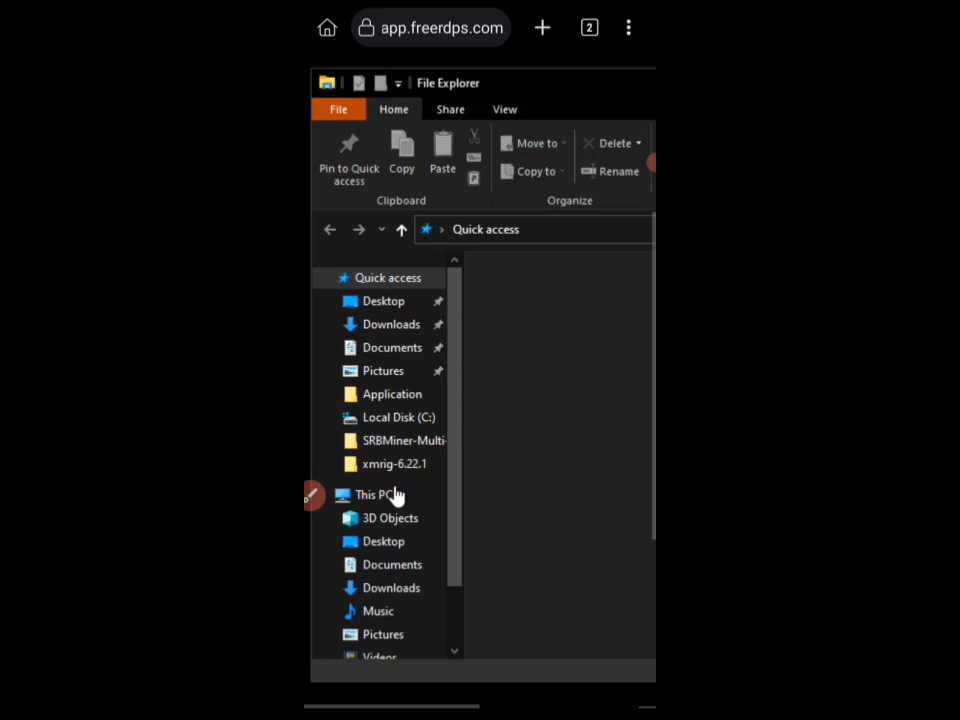 app.freerdps.com
2
File Explorer
File
Home
Share
View
Pin to Quick access
Copy
Paste
Move to
Copy to
Delete
Rename
Clipboard
Organize
Quick access
Quick access
Desktop
Downloads
Documents
Pictures
Application
Local Disk (C:)
SRBMiner-Multi-
xmrig-6.22.1
This PC
3D Objects
Desktop
Documents
Downloads
Music
Pictures
Videos